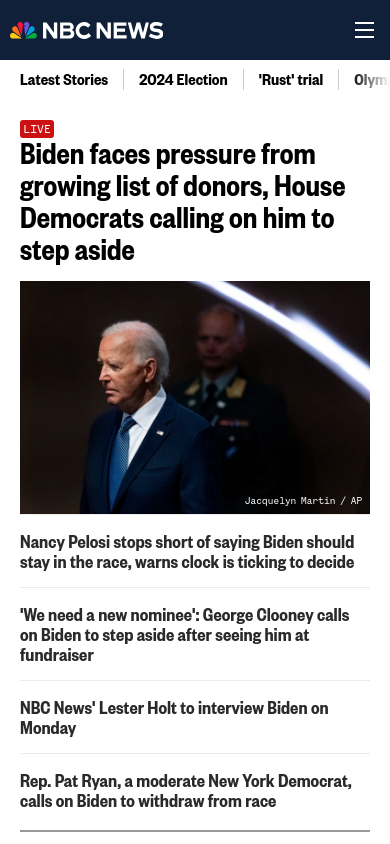 NBC NEWS
Latest Stories
2024 Election
'Rust' trial
Olym
LIVE
Biden faces pressure from
growing list of donors, House
Democrats calling on him to
step aside
Jacquelyn Martin / AP
Nancy Pelosi stops short of saying Biden should
stay in the race, warns clock is ticking to decide
'We need a new nominee': George Clooney calls
on Biden to step aside after seeing him at
fundraiser
NBC News' Lester Holt to interview Biden on
Monday
Rep. Pat Ryan, a moderate New York Democrat,
calls on Biden to withdraw from race